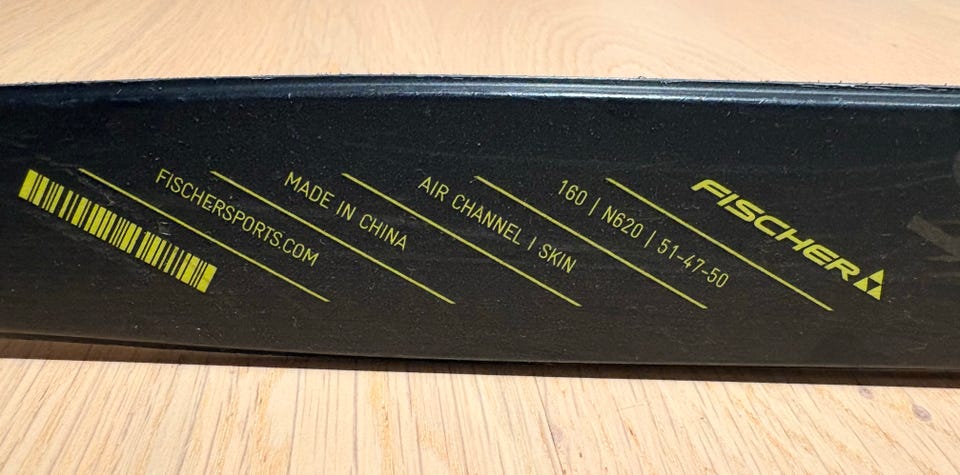 FISCHERSPORTS.COM
MADE IN CHINA
AIR CHANNEL | SKIN
160 | N620 | 51-47-50
FISCHER